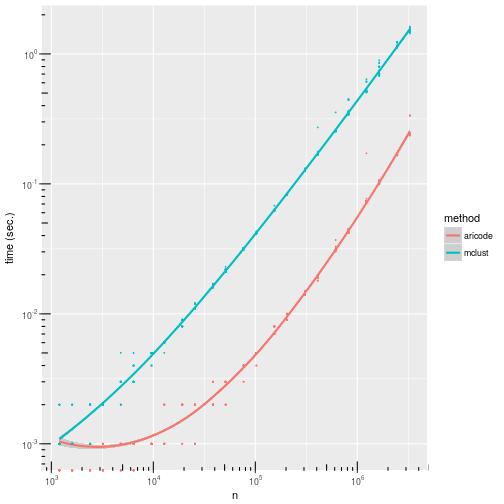 10⁰
10⁻¹
10⁻²
10⁻³
time (sec.)
10³
10⁴
10⁵
10⁶
n
method
aricode
mclust